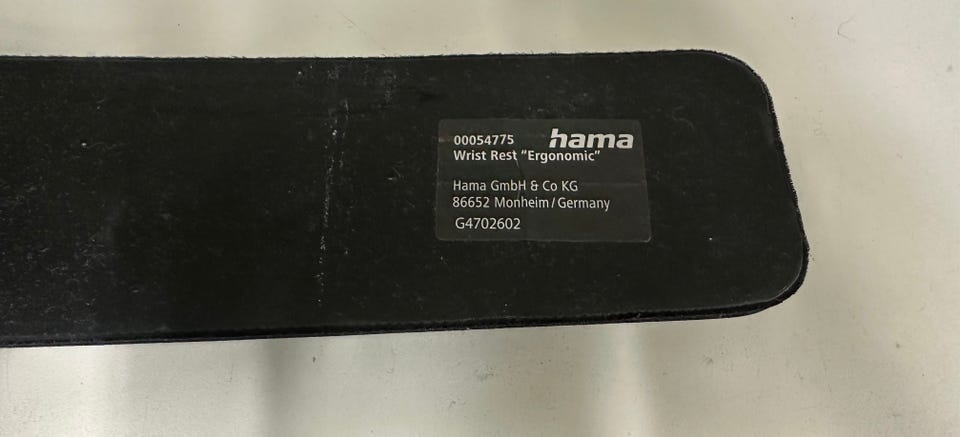 00054775 hama
Wrist Rest "Ergonomic"
Hama GmbH & Co KG
86652 Monheim/Germany
G4702602